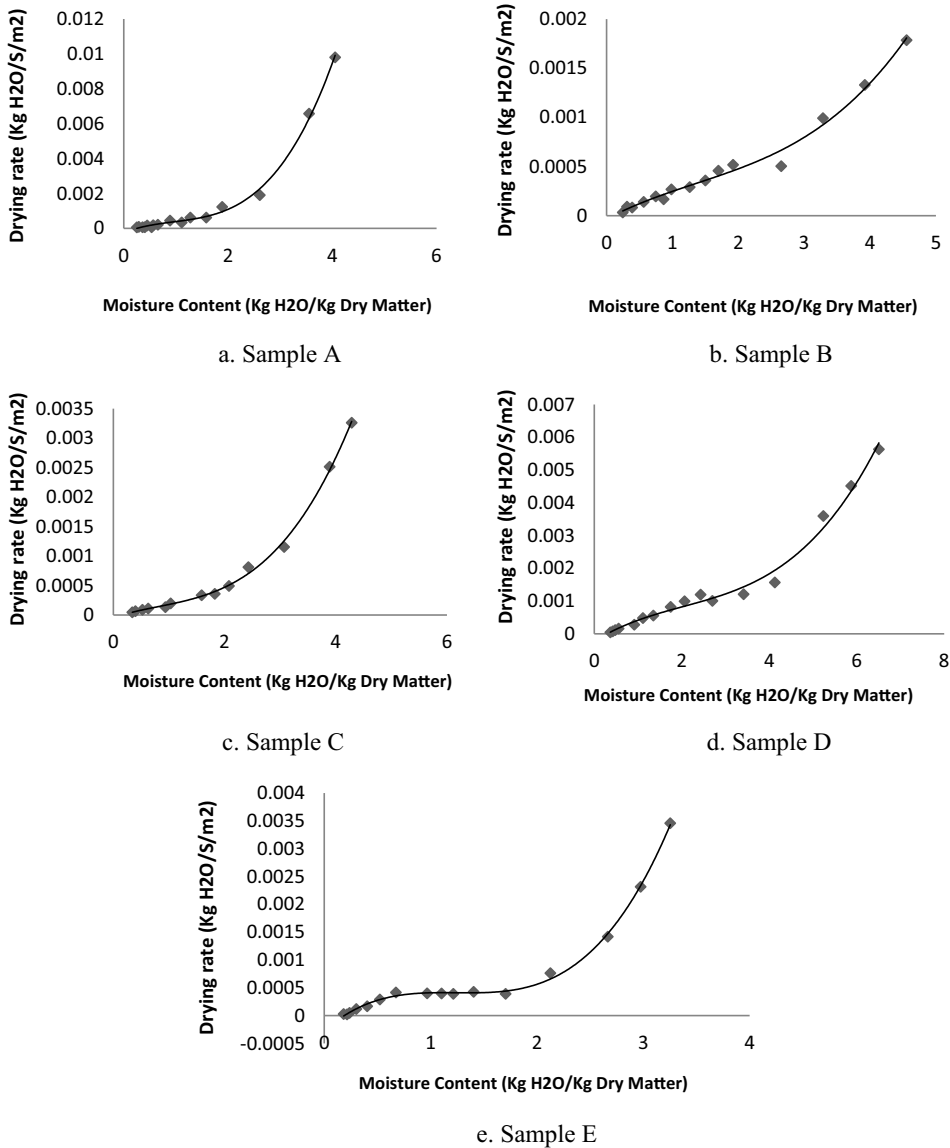 Drying rate (Kg H2O/S/m2)
0.012
0.01
0.008
0.006
0.004
0.002
0
0 2 4 6
Moisture Content (Kg H2O/Kg Dry Matter)
a. Sample A
Drying rate (Kg H2O/S/m2)
0.002
0.0015
0.001
0.0005
0
0 1 2 3 4 5
Moisture Content (Kg H2O/Kg Dry Matter)
b. Sample B
Drying rate (Kg H2O/S/m2)
0.0035
0.003
0.0025
0.002
0.0015
0.001
0.0005
0
0 2 4 6
Moisture Content (Kg H2O/Kg Dry Matter)
c. Sample C
Drying rate (Kg H2O/S/m2)
0.007
0.006
0.005
0.004
0.003
0.002
0.001
0
0 2 4 6 8
Moisture Content (Kg H2O/Kg Dry Matter)
d. Sample D
Drying rate (Kg H2O/S/m2)
0.004
0.0035
0.003
0.0025
0.002
0.0015
0.001
0.0005
0
-0.0005
0 1 2 3 4
Moisture Content (Kg H2O/Kg Dry Matter)
e. Sample E